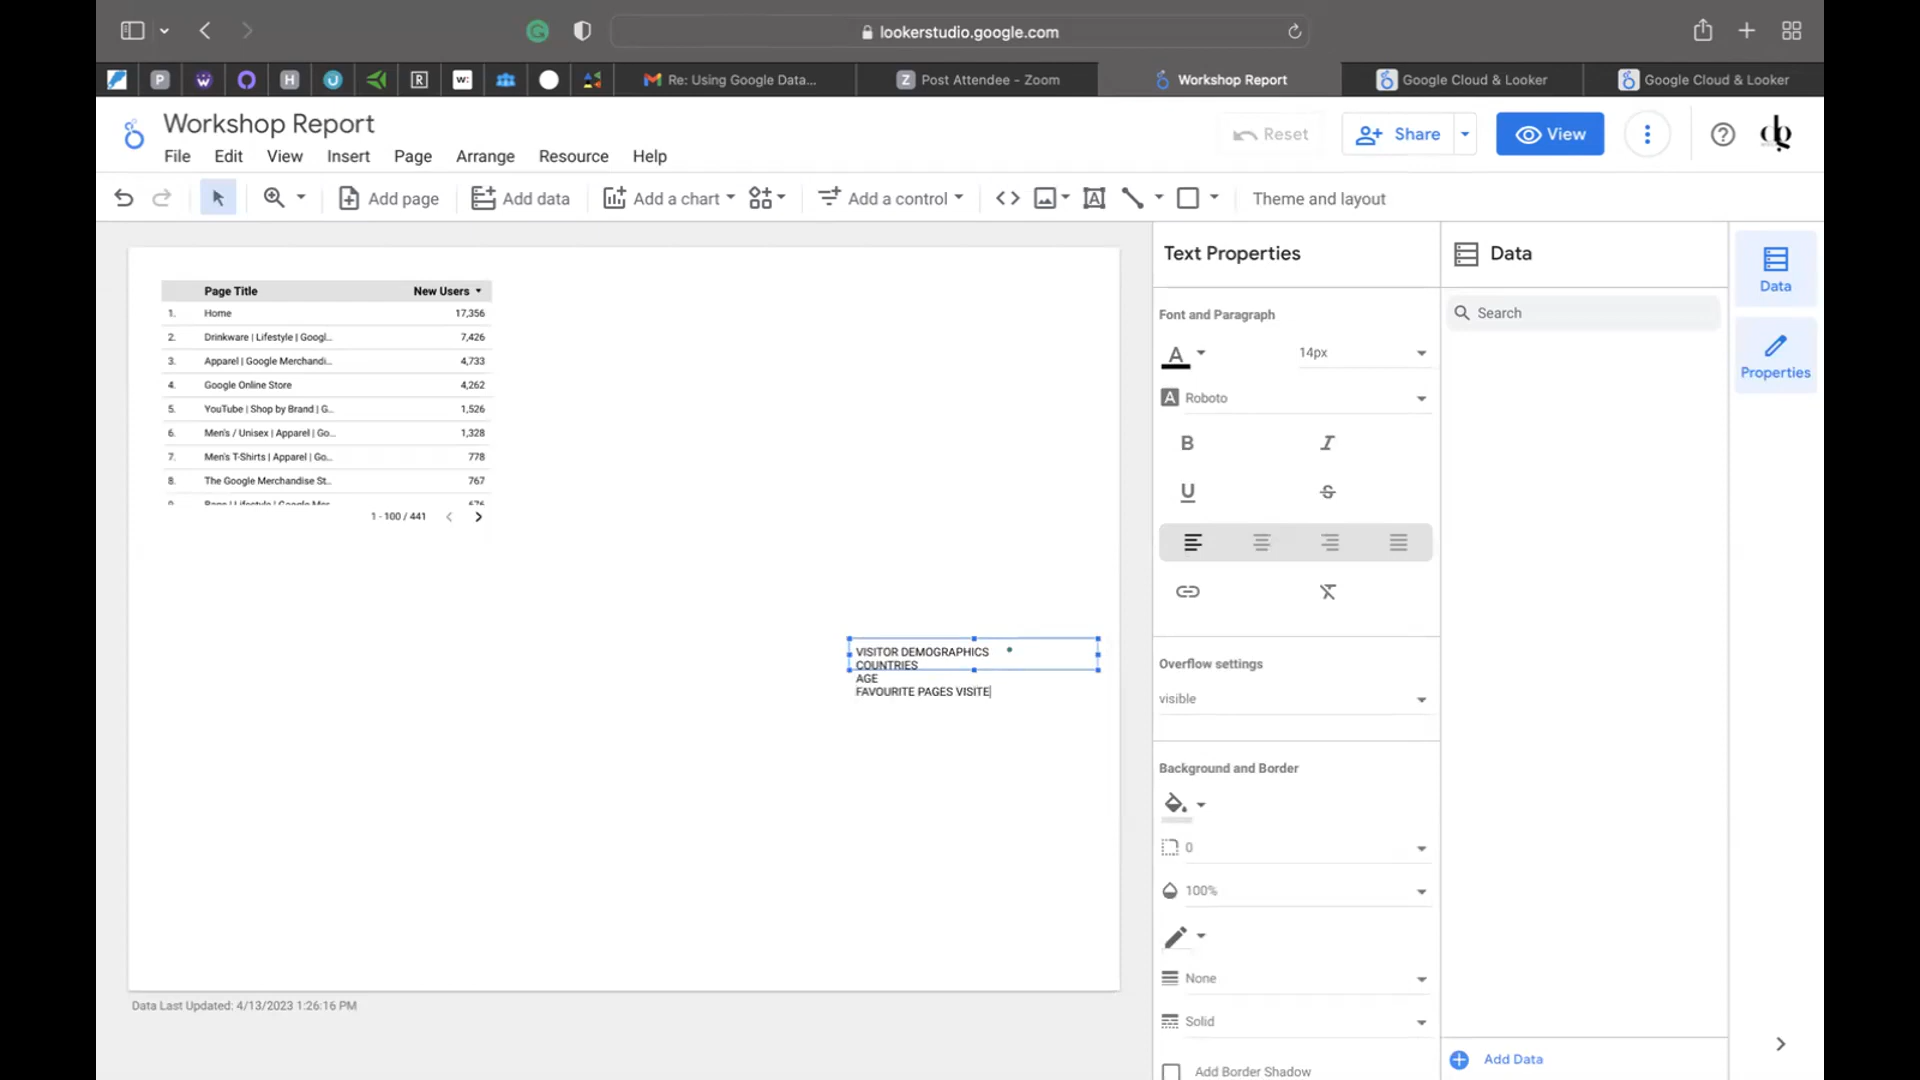 lookerstudio.google.com
P
H
R
w:
Re: Using Google Data...
Z Post Attendee - Zoom
Workshop Report
Google Cloud & Looker
Google Cloud & Looker
Workshop Report
File Edit View Insert Page Arrange Resource Help
Reset
Share
View
Add page
Add data
Add a chart
Add a control
Theme and layout
Page Title New Users
1. Home 17,356
2. Drinkware | Lifestyle | Googl... 7,426
3. Apparel | Google Merchandi... 4,733
4. Google Online Store 4,262
5. YouTube | Shop by Brand | G... 1,526
6. Men's / Unisex | Apparel | Go... 1,328
7. Men's T-Shirts | Apparel | Go... 778
8. The Google Merchandise St... 767
1 - 100 / 441
VISITOR DEMOGRAPHICS
COUNTRIES
AGE
FAVOURITE PAGES VISITE
Data Last Updated: 4/13/2023 1:26:16 PM
Text Properties
Font and Paragraph
A 14px
A Roboto
B I
U S
Overflow settings
visible
Background and Border
0
100%
None
Solid
Add Border Shadow
Data
Search
Add Data
Data
Properties